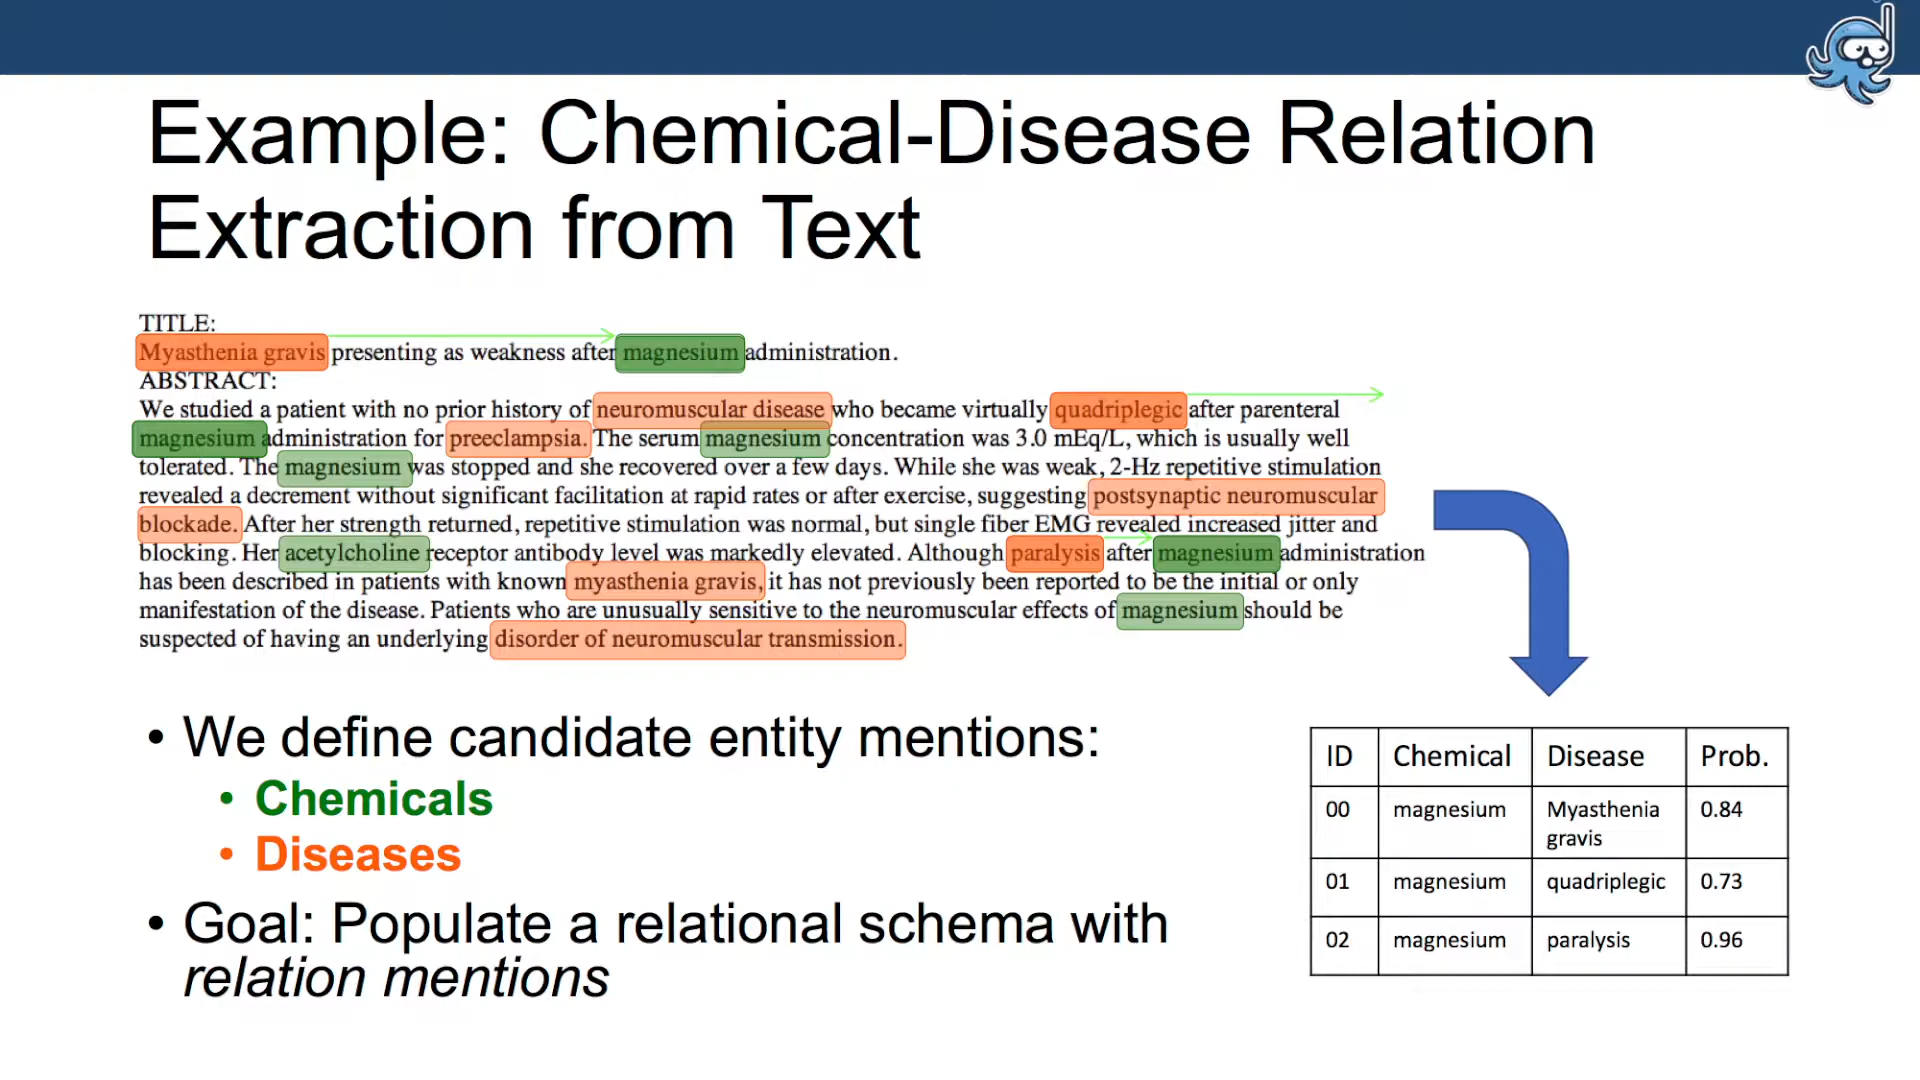 Example: Chemical-Disease Relation
Extraction from Text
TITLE:
Myasthenia gravis presenting as weakness after magnesium administration.
ABSTRACT:
We studied a patient with no prior history of neuromuscular disease who became virtually quadriplegic after parenteral
magnesium administration for preeclampsia. The serum magnesium concentration was 3.0 mEq/L, which is usually well
tolerated. The magnesium was stopped and she recovered over a few days. While she was weak, 2-Hz repetitive stimulation
revealed a decrement without significant facilitation at rapid rates or after exercise, suggesting postsynaptic neuromuscular
blockade. After her strength returned, repetitive stimulation was normal, but single fiber EMG revealed increased jitter and
blocking. Her acetylcholine receptor antibody level was markedly elevated. Although paralysis after magnesium administration
has been described in patients with known myasthenia gravis, it has not previously been reported to be the initial or only
manifestation of the disease. Patients who are unusually sensitive to the neuromuscular effects of magnesium should be
suspected of having an underlying disorder of neuromuscular transmission.
• We define candidate entity mentions:
• Chemicals
• Diseases
• Goal: Populate a relational schema with
relation mentions
ID Chemical Disease Prob.
00 magnesium Myasthenia gravis 0.84
01 magnesium quadriplegic 0.73
02 magnesium paralysis 0.96